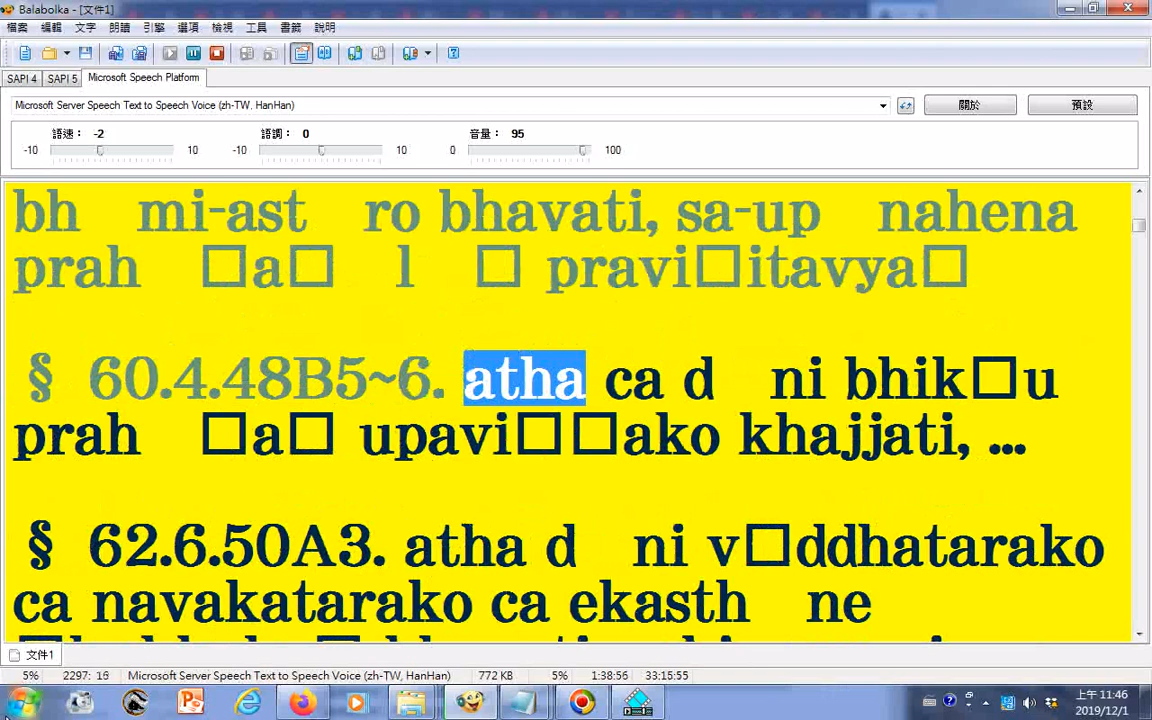 Balabolka - [文件1]
檔案 編輯 文字 朗讀 引擎 選項 檢視 工具 書籤 說明
SAPI 4 SAPI 5 Microsoft Speech Platform
Microsoft Server Speech Text to Speech Voice (zh-TW, HanHan) 關於 預設
語速： -2 語調： 0 音量： 95
-10 10 -10 10 0 100
bh mi-ast ro bhavati, sa-up nahena
prah □a□ l □ pravi□itavya□
§ 60.4.48B5~6. atha ca d ni bhik□u
prah □a□ upavi□□ako khajjati, ...
§ 62.6.50A3. atha d ni v□ddhatarako
ca navakatarako ca ekasth ne
文件1
5% 2297: 16 Microsoft Server Speech Text to Speech Voice (zh-TW, HanHan) 772 KB 5% 1:38:56 33:15:55
上午 11:46
2019/12/1